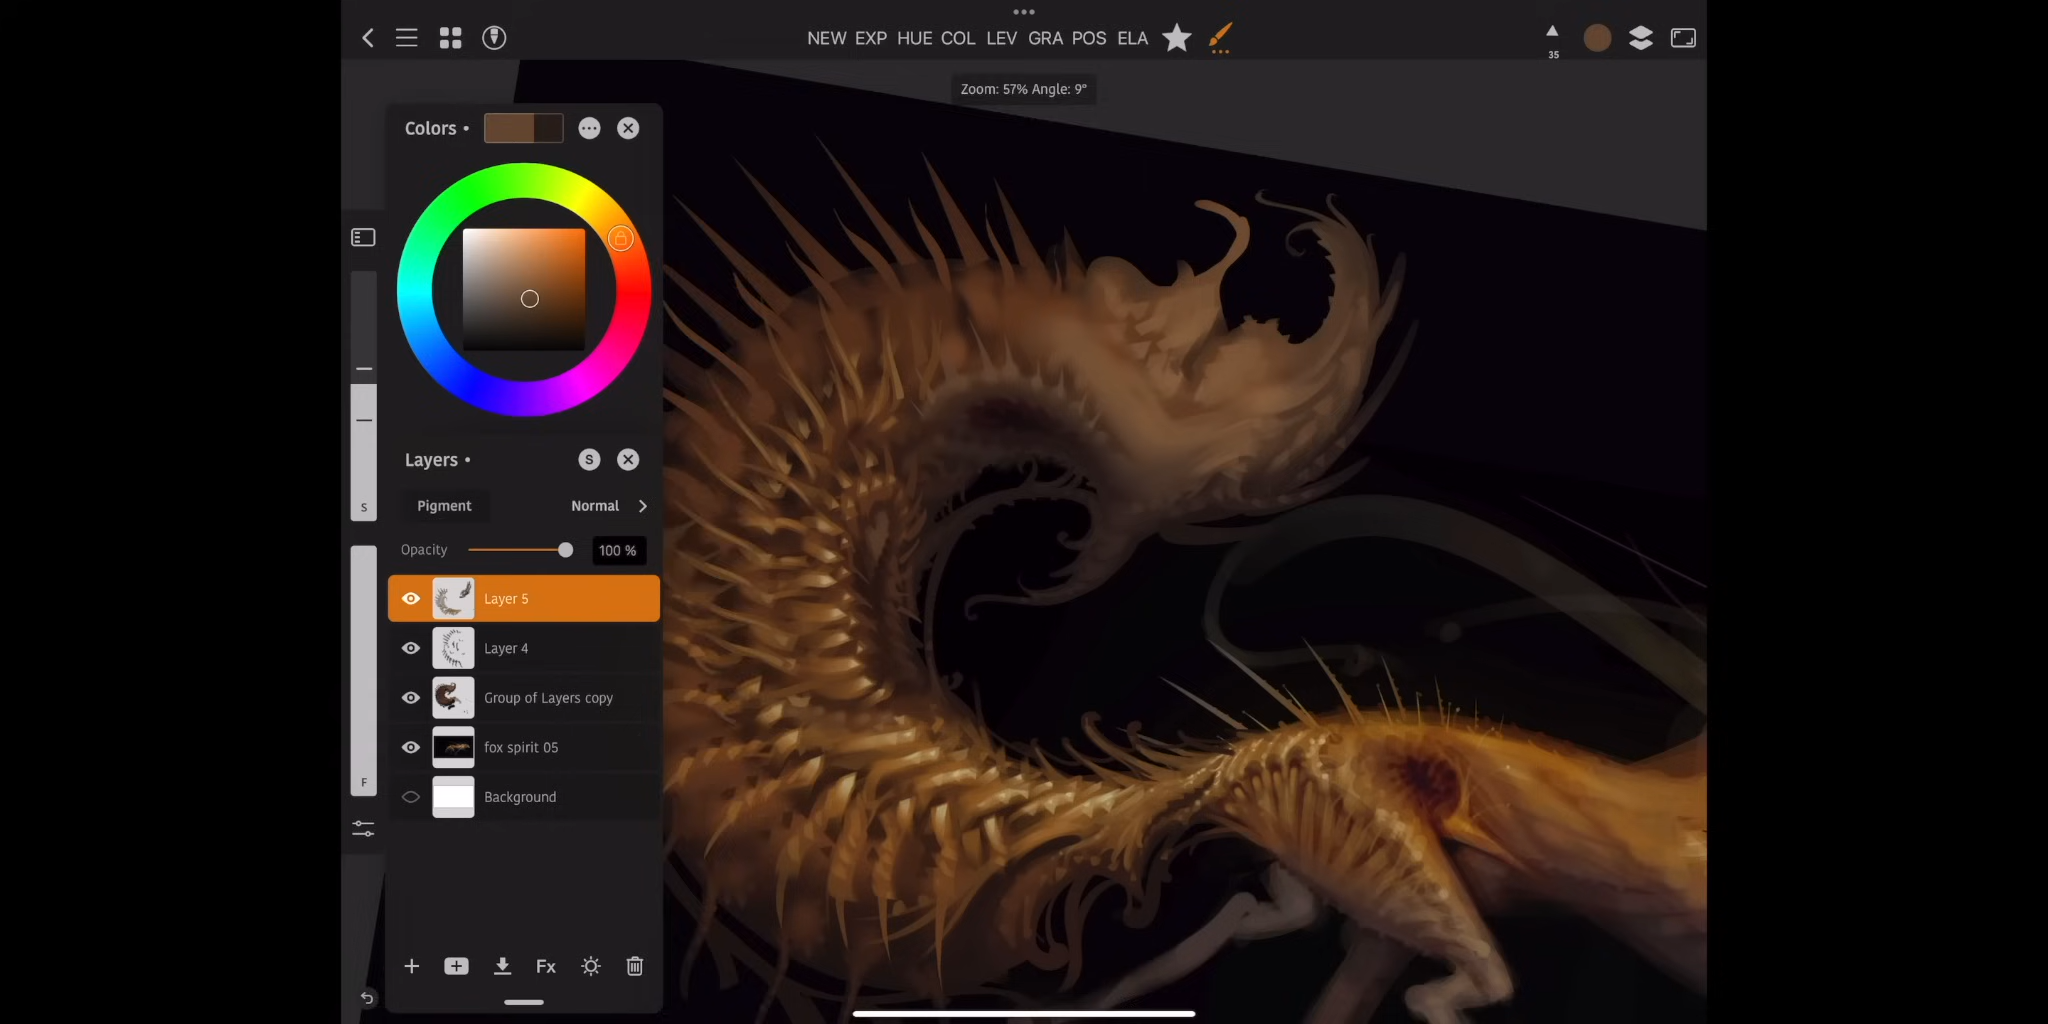 NEW EXP HUE COL LEV GRA POS ELA
35
Zoom: 57% Angle: 9°
Colors •
Layers •
S
Pigment
Normal
S
Opacity
100 %
Layer 5
Layer 4
Group of Layers copy
fox spirit 05
F
Background
Fx